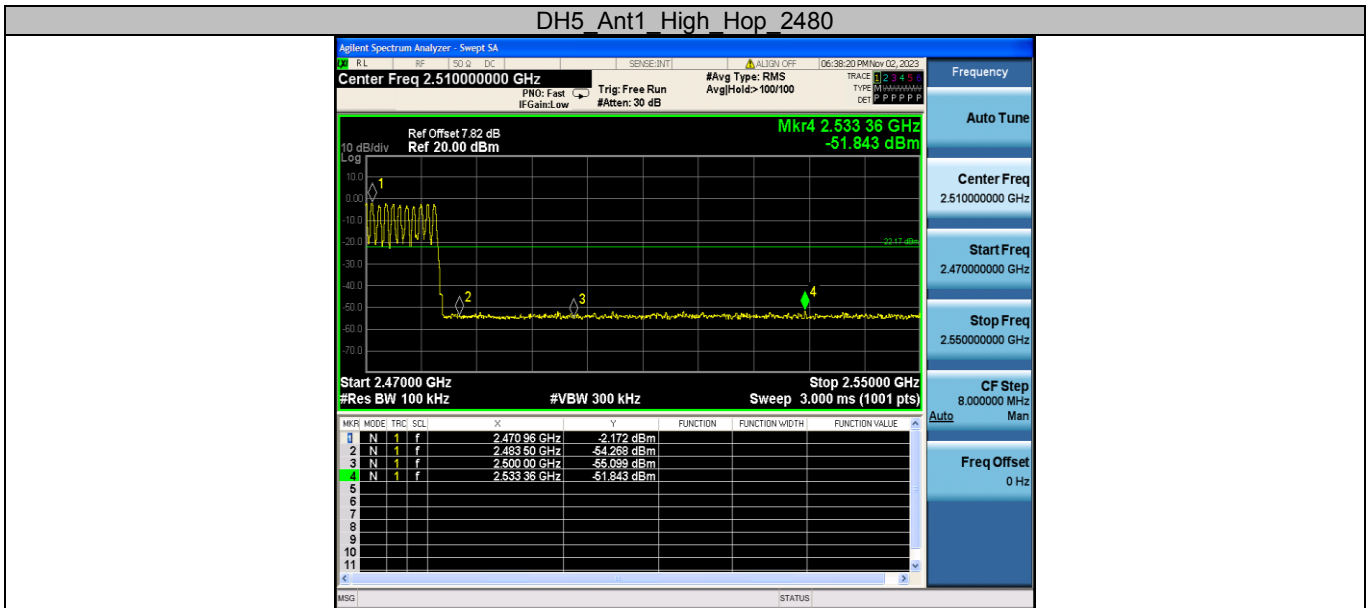 DH5_Ant1_High_Hop_2480
Agilent Spectrum Analyzer - Swept SA
RL RF 50 Ω DC SENSE:INT ALIGN OFF 06:38:20 PM Nov 02, 2023
Center Freq 2.510000000 GHz
PNO: Fast
IFGain:Low
Trig: Free Run
#Atten: 30 dB
#Avg Type: RMS
Avg|Hold:> 100/100
TRACE 1 2 3 4 5 6
TYPE M
DET P P P P P P
Ref Offset 7.82 dB
10 dB/div Ref 20.00 dBm
Log
Mkr4 2.533 36 GHz
-51.843 dBm
10.0
0.00
-10.0
-20.0
-30.0
-40.0
-50.0
-60.0
-70.0
1
2
3
4
Start 2.47000 GHz Stop 2.55000 GHz
#Res BW 100 kHz #VBW 300 kHz Sweep 3.000 ms (1001 pts)
MKR MODE TRC SCL X Y FUNCTION FUNCTION WIDTH FUNCTION VALUE
1 N 1 f 2.470 96 GHz -2.172 dBm
2 N 1 f 2.483 50 GHz -54.268 dBm
3 N 1 f 2.500 00 GHz -55.099 dBm
4 N 1 f 2.533 36 GHz -51.843 dBm
5
6
7
8
9
10
11
MSG STATUS
Frequency
Auto Tune
Center Freq
2.510000000 GHz
Start Freq
2.470000000 GHz
Stop Freq
2.550000000 GHz
CF Step
8.000000 MHz
Auto Man
Freq Offset
0 Hz